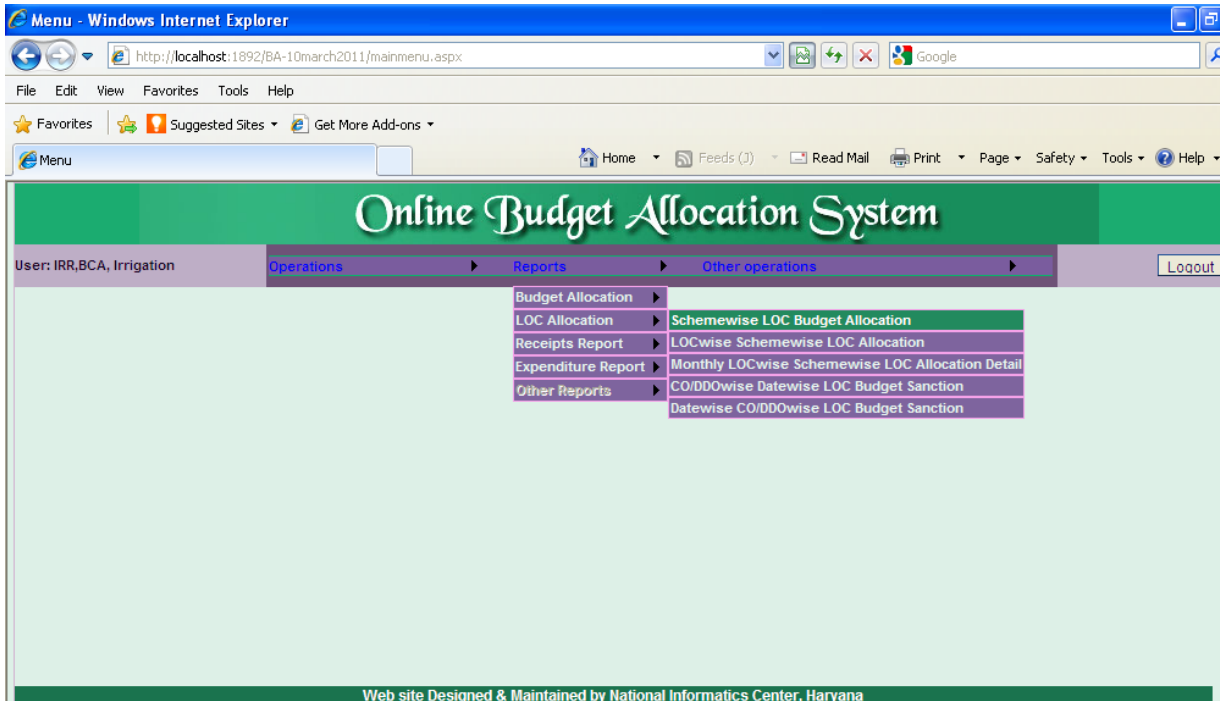 Menu - Windows Internet Explorer
http://localhost:1892/BA-10march2011/mainmenu.aspx
Google
File Edit View Favorites Tools Help
Favorites Suggested Sites Get More Add-ons
Menu Home Feeds (J) Read Mail Print Page Safety Tools Help
Online Budget Allocation System
User: IRR,BCA, Irrigation Operations Reports Other operations Logout
Budget Allocation
LOC Allocation Schemewise LOC Budget Allocation
Receipts Report LOCwise Schemewise LOC Allocation
Expenditure Report Monthly LOCwise Schemewise LOC Allocation Detail
Other Reports CO/DDOwise Datewise LOC Budget Sanction
Datewise CO/DDOwise LOC Budget Sanction
Web site Designed & Maintained by National Informatics Center, Haryana